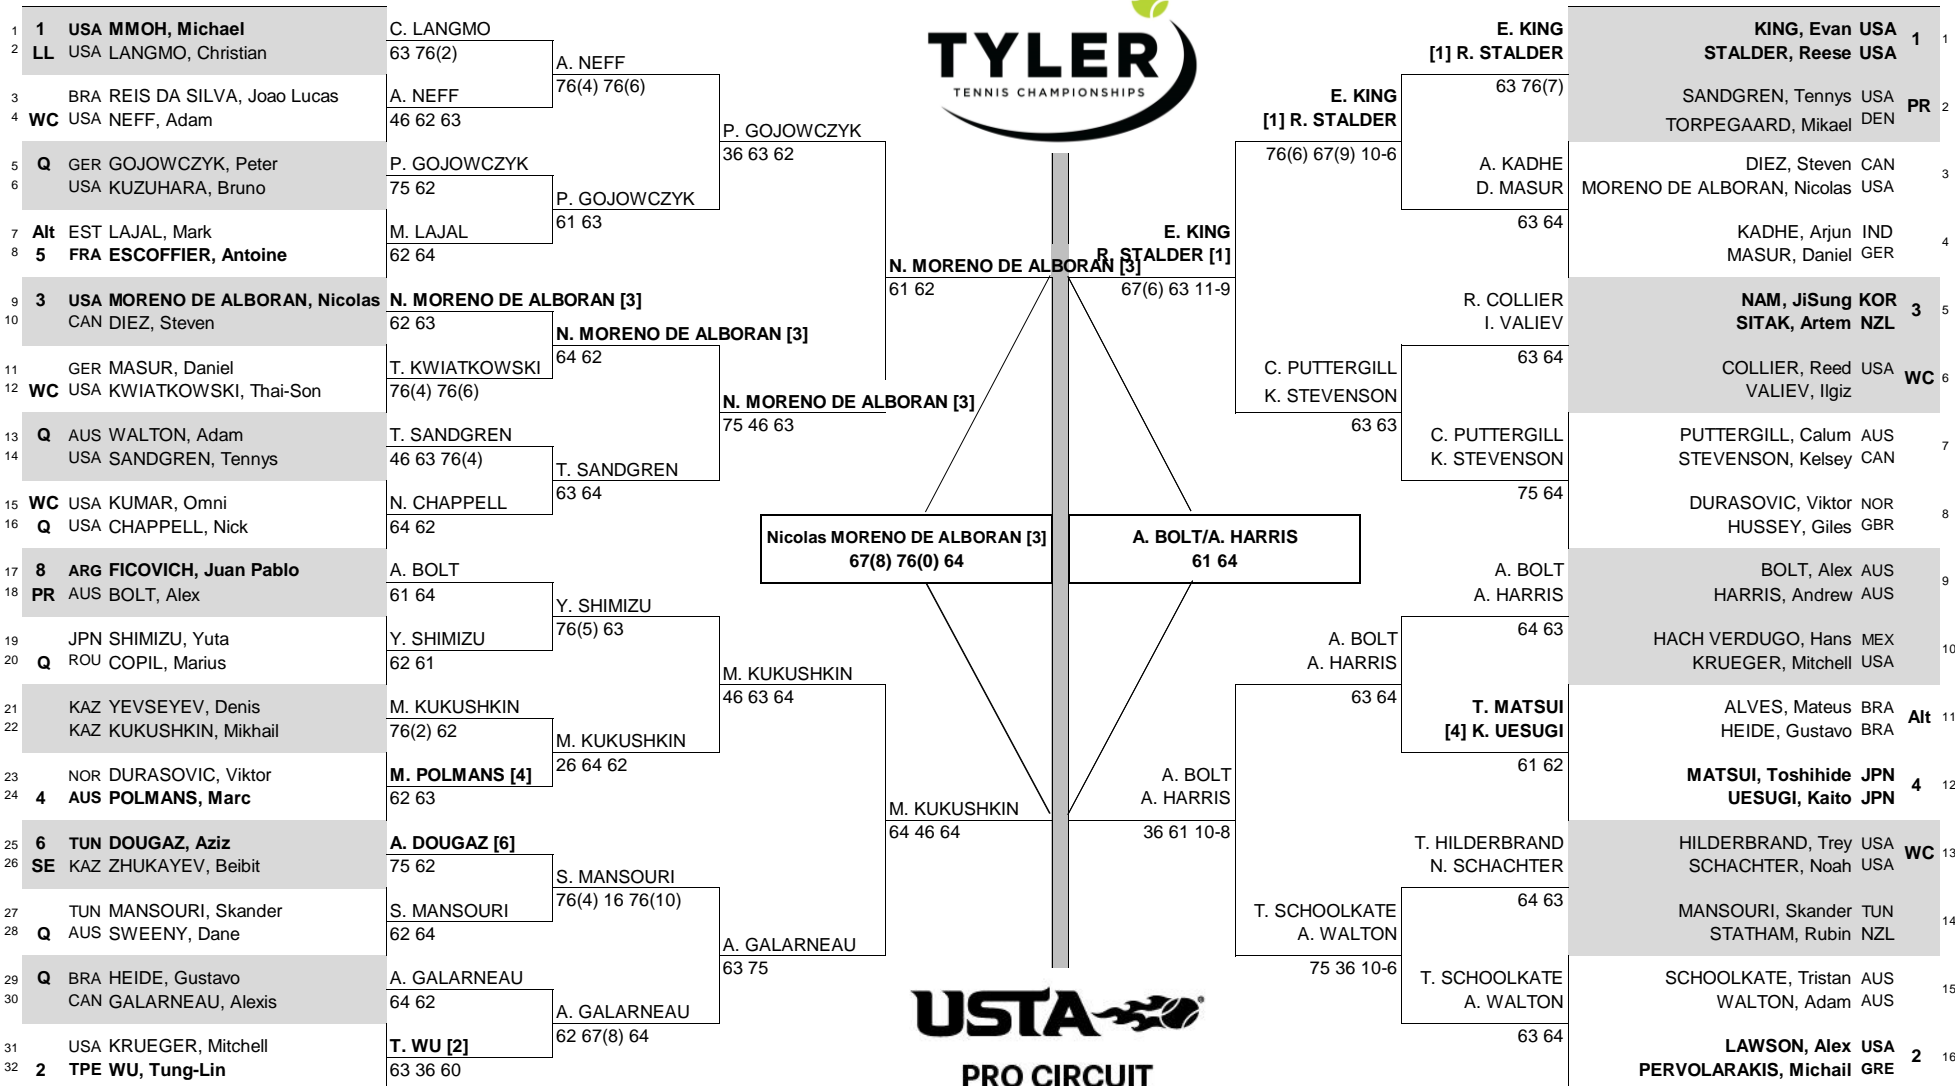 TYLER
TENNIS CHAMPIONSHIPS
1 1 USA MMOH, Michael
2 LL USA LANGMO, Christian
3 BRA REIS DA SILVA, Joao Lucas
4 WC USA NEFF, Adam
5 Q GER GOJOWCZYK, Peter
6 USA KUZUHARA, Bruno
7 Alt EST LAJAL, Mark
8 5 FRA ESCOFFIER, Antoine
9 3 USA MORENO DE ALBORAN, Nicolas
10 CAN DIEZ, Steven
11 GER MASUR, Daniel
12 WC USA KWIATKOWSKI, Thai-Son
13 Q AUS WALTON, Adam
14 USA SANDGREN, Tennys
15 WC USA KUMAR, Omni
16 Q USA CHAPPELL, Nick
17 8 ARG FICOVICH, Juan Pablo
18 PR AUS BOLT, Alex
19 JPN SHIMIZU, Yuta
20 Q ROU COPIL, Marius
21 KAZ YEVSEYEV, Denis
22 KAZ KUKUSHKIN, Mikhail
23 NOR DURASOVIC, Viktor
24 4 AUS POLMANS, Marc
25 6 TUN DOUGAZ, Aziz
26 SE KAZ ZHUKAYEV, Beibit
27 TUN MANSOURI, Skander
28 Q AUS SWEENY, Dane
29 Q BRA HEIDE, Gustavo
30 CAN GALARNEAU, Alexis
31 USA KRUEGER, Mitchell
32 2 TPE WU, Tung-Lin
C. LANGMO
63 76(2)
A. NEFF
46 62 63
P. GOJOWCZYK
75 62
M. LAJAL
62 64
N. MORENO DE ALBORAN [3]
62 63
T. KWIATKOWSKI
76(4) 76(6)
T. SANDGREN
46 63 76(4)
N. CHAPPELL
64 62
A. BOLT
61 64
Y. SHIMIZU
62 61
M. KUKUSHKIN
76(2) 62
M. POLMANS [4]
62 63
A. DOUGAZ [6]
75 62
S. MANSOURI
62 64
A. GALARNEAU
64 62
T. WU [2]
63 36 60
A. NEFF
76(4) 76(6)
P. GOJOWCZYK
61 63
N. MORENO DE ALBORAN [3]
64 62
T. SANDGREN
63 64
Y. SHIMIZU
76(5) 63
M. KUKUSHKIN
26 64 62
S. MANSOURI
76(4) 16 76(10)
A. GALARNEAU
62 67(8) 64
P. GOJOWCZYK
36 63 62
N. MORENO DE ALBORAN [3]
75 46 63
M. KUKUSHKIN
46 63 64
A. GALARNEAU
63 75
N. MORENO DE ALBORAN [3]
61 62
M. KUKUSHKIN
64 46 64
Nicolas MORENO DE ALBORAN [3]
67(8) 76(0) 64
A. BOLT/A. HARRIS
61 64
E. KING
R. STALDER [1]
67(6) 63 11-9
A. BOLT
A. HARRIS
36 61 10-8
E. KING
[1] R. STALDER
76(6) 67(9) 10-6
C. PUTTERGILL
K. STEVENSON
63 63
A. BOLT
A. HARRIS
63 64
T. SCHOOLKATE
A. WALTON
75 36 10-6
E. KING
[1] R. STALDER
63 76(7)
A. KADHE
D. MASUR
63 64
R. COLLIER
I. VALIEV
63 64
C. PUTTERGILL
K. STEVENSON
75 64
A. BOLT
A. HARRIS
64 63
T. MATSUI
[4] K. UESUGI
61 62
T. HILDERBRAND
N. SCHACHTER
64 63
T. SCHOOLKATE
A. WALTON
63 64
KING, Evan USA 1 1
STALDER, Reese USA
SANDGREN, Tennys USA PR 2
TORPEGAARD, Mikael DEN
DIEZ, Steven CAN 3
MORENO DE ALBORAN, Nicolas USA
KADHE, Arjun IND 4
MASUR, Daniel GER
NAM, JiSung KOR 3 5
SITAK, Artem NZL
COLLIER, Reed USA WC 6
VALIEV, Ilgiz
PUTTERGILL, Calum AUS 7
STEVENSON, Kelsey CAN
DURASOVIC, Viktor NOR 8
HUSSEY, Giles GBR
BOLT, Alex AUS 9
HARRIS, Andrew AUS
HACH VERDUGO, Hans MEX 10
KRUEGER, Mitchell USA
ALVES, Mateus BRA Alt 11
HEIDE, Gustavo BRA
MATSUI, Toshihide JPN 4 12
UESUGI, Kaito JPN
HILDERBRAND, Trey USA WC 13
SCHACHTER, Noah USA
MANSOURI, Skander TUN 14
STATHAM, Rubin NZL
SCHOOLKATE, Tristan AUS 15
WALTON, Adam AUS
LAWSON, Alex USA 2 16
PERVOLARAKIS, Michail GRE
USTA
PRO CIRCUIT